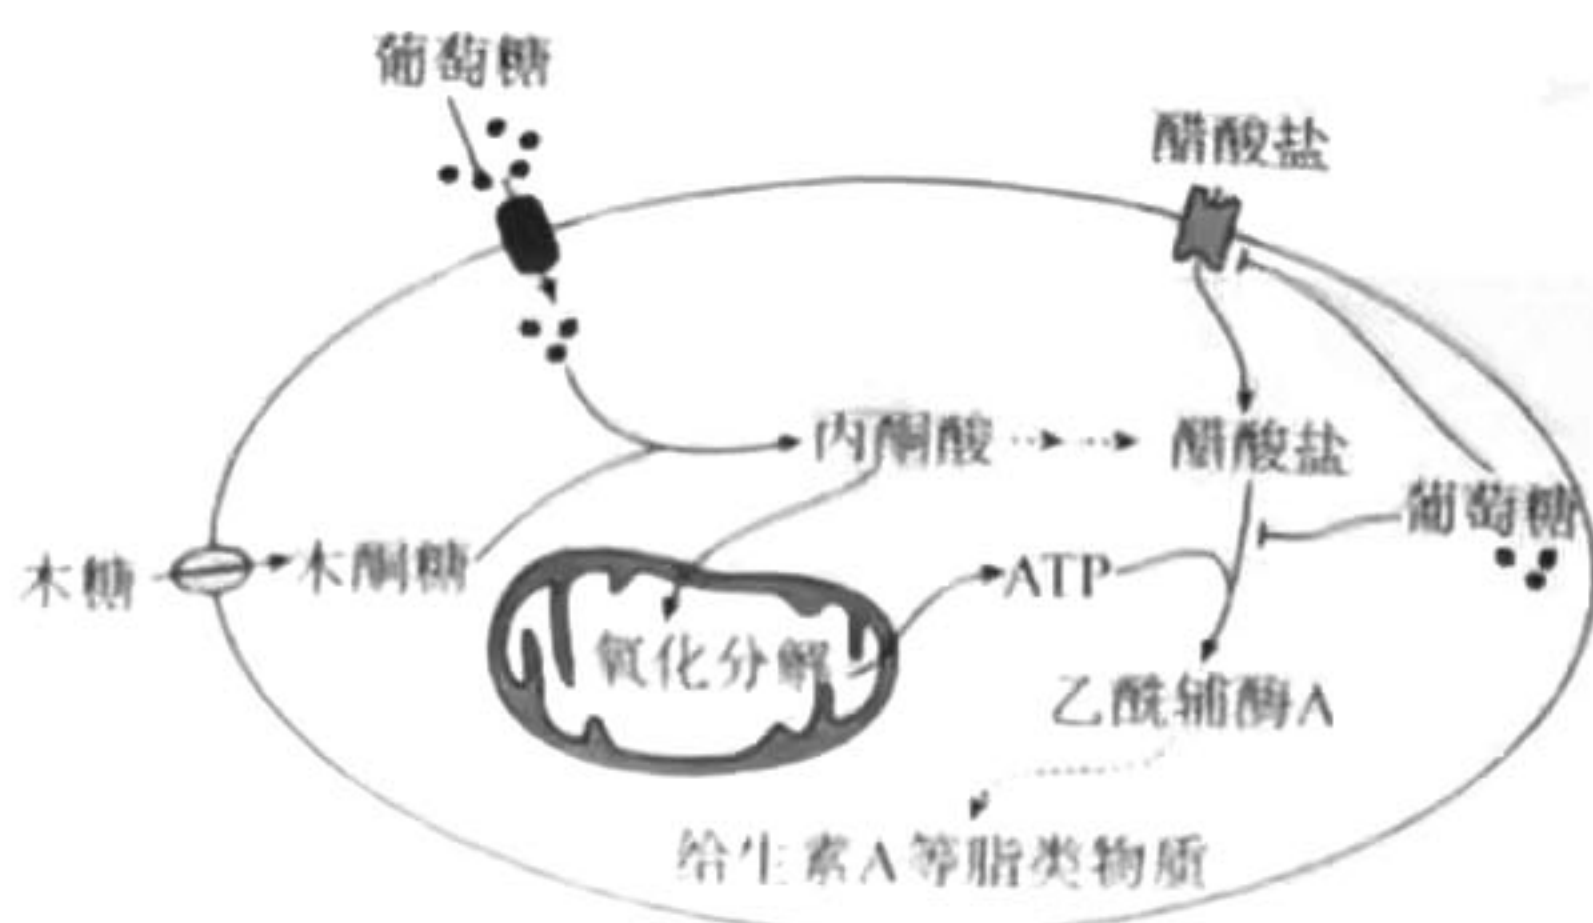 葡萄糖
醋酸盐
丙酮酸
醋酸盐
葡萄糖
木糖
木酮糖
ATP
氧化分解
乙酰辅酶A
给生素A等脂类物质